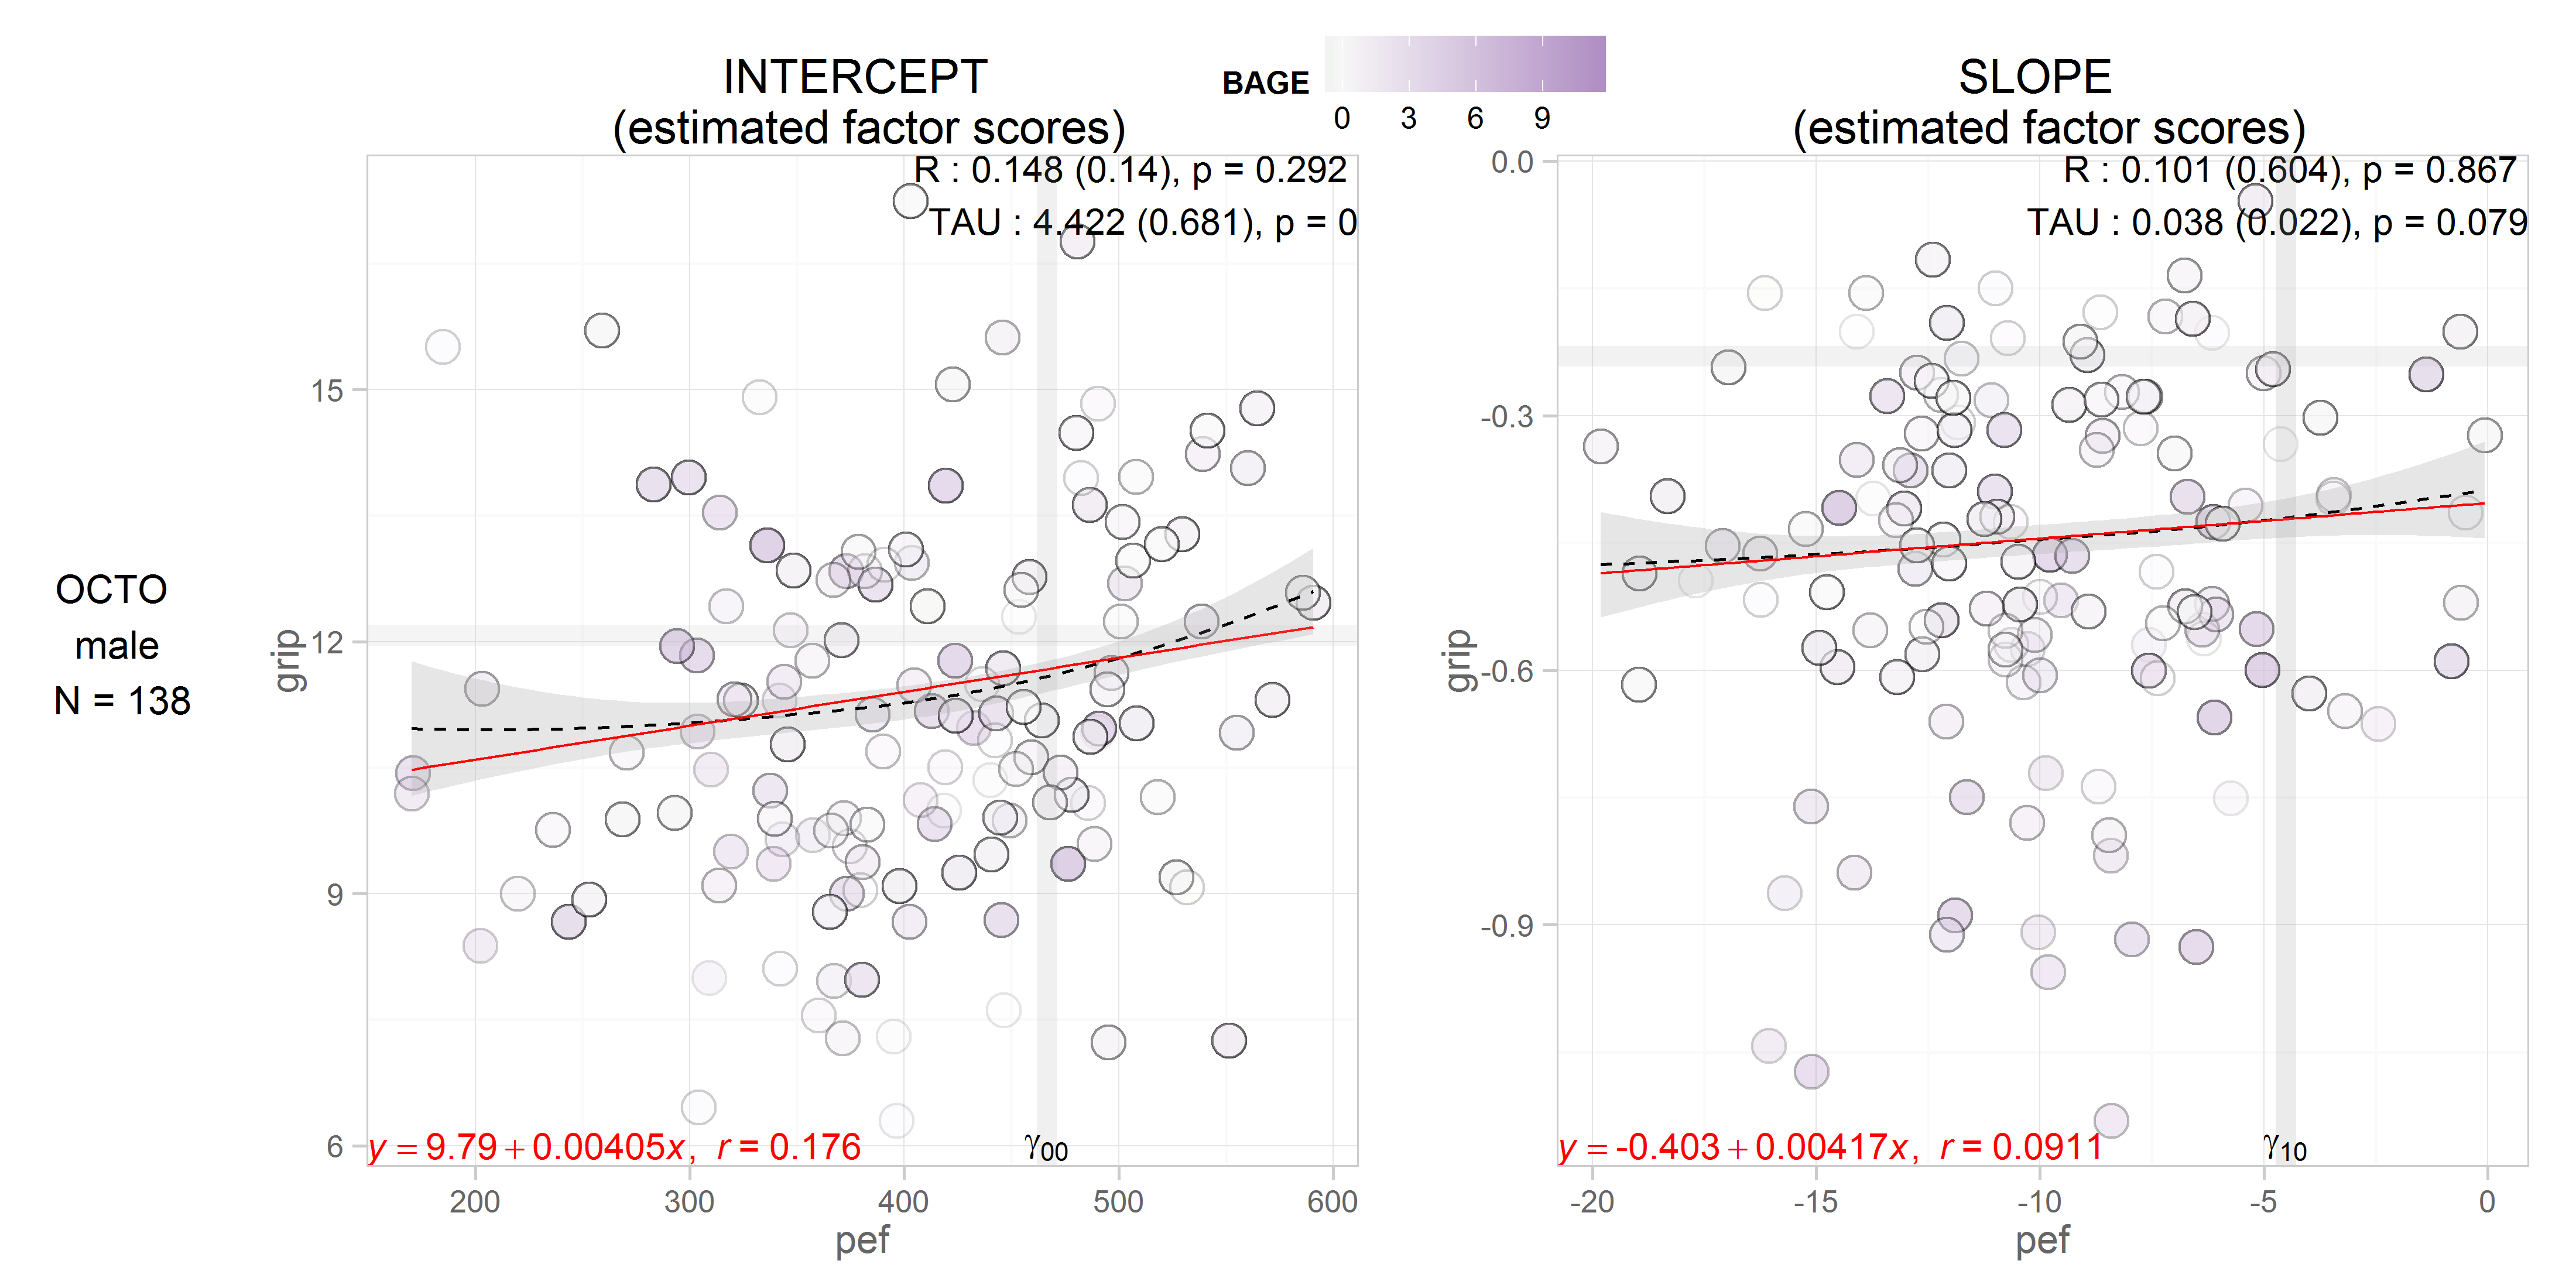 BAGE
0 3 6 9
INTERCEPT
(estimated factor scores)
SLOPE
(estimated factor scores)
OCTO
male
N = 138
R : 0.148 (0.14), p = 0.292
TAU : 4.422 (0.681), p = 0
15
12
9
6
grip
y = 9.79 + 0.00405x, r = 0.176
γ00
200 300 400 500 600
pef
R : 0.101 (0.604), p = 0.867
TAU : 0.038 (0.022), p = 0.079
0.0
-0.3
-0.6
-0.9
grip
y = -0.403 + 0.00417x, r = 0.0911
γ10
-20 -15 -10 -5 0
pef